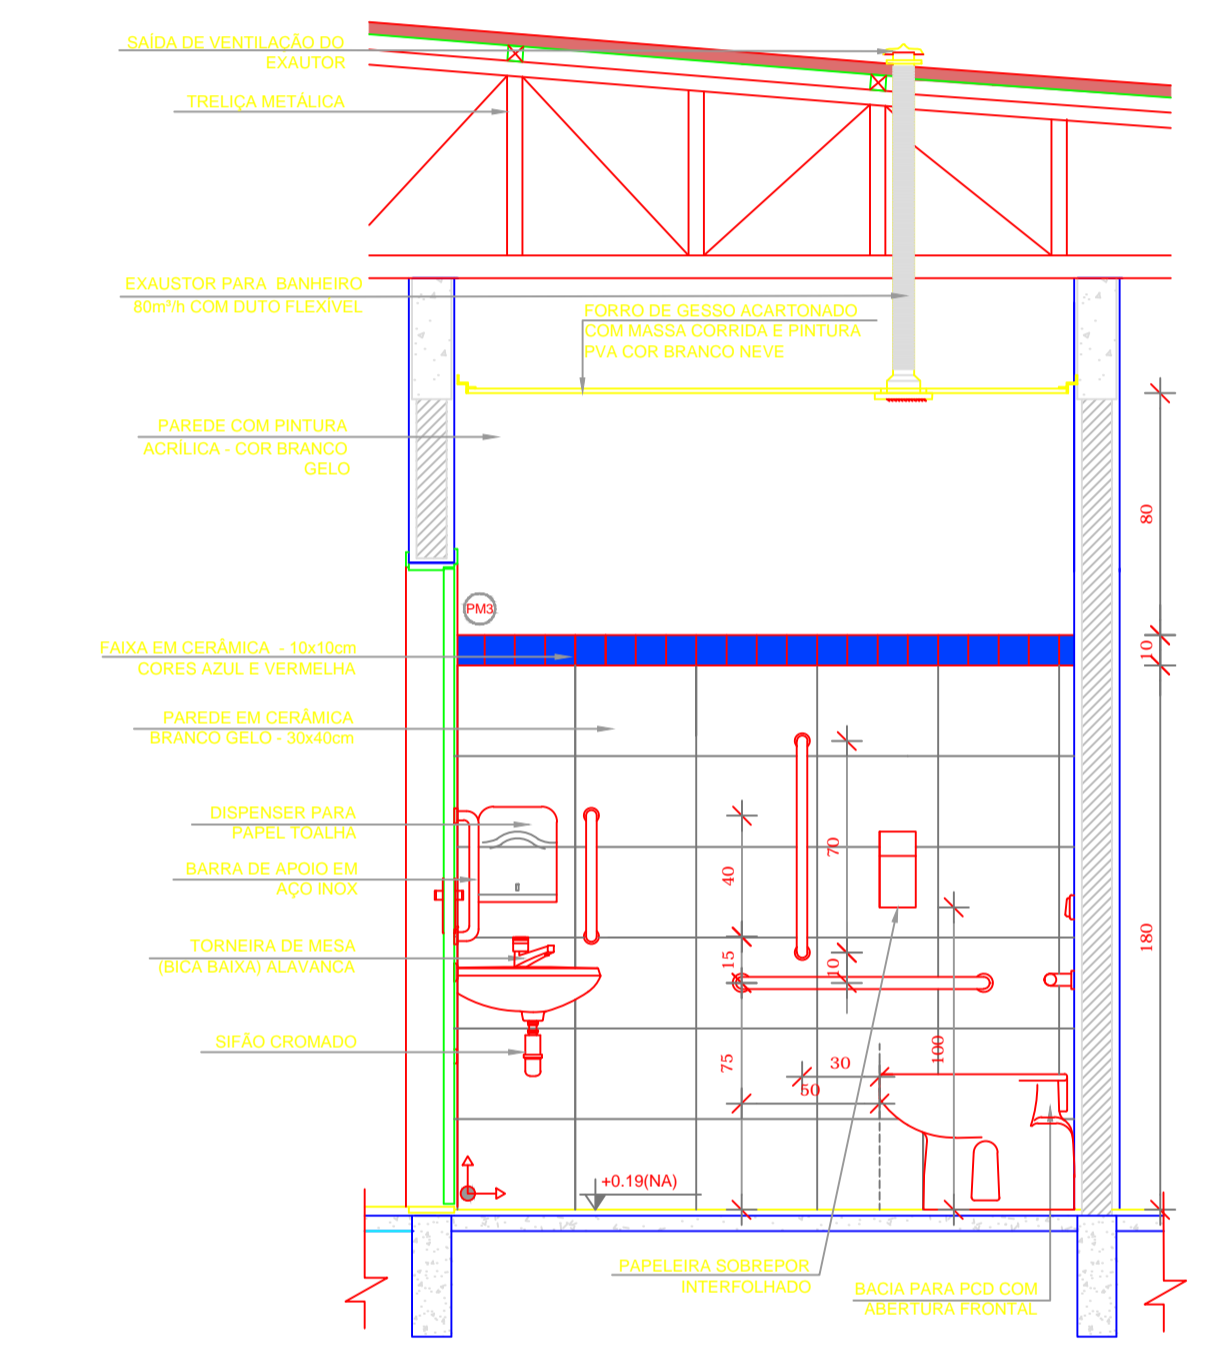 SAÍDA DE VENTILAÇÃO DO
EXAUTOR
TRELIÇA METÁLICA
EXAUSTOR PARA  BANHEIRO
80m³/h COM DUTO FLEXÍVEL
FORRO DE GESSO ACARTONADO
COM MASSA CORRIDA E PINTURA
PVA COR BRANCO NEVE
PAREDE COM PINTURA
ACRÍLICA - COR BRANCO
GELO
80
PM3
FAIXA EM CERÂMICA  - 10x10cm
CORES AZUL E VERMELHA
10
PAREDE EM CERÂMICA
BRANCO GELO - 30x40cm
DISPENSER PARA
PAPEL TOALHA
BARRA DE APOIO EM
AÇO INOX
70
40
180
TORNEIRA DE MESA
(BICA BAIXA) ALAVANCA
15
10
SIFÃO CROMADO
75
30
50
100
+0.19(NA)
PAPELEIRA SOBREPOR
INTERFOLHADO
BACIA PARA PCD COM
ABERTURA FRONTAL